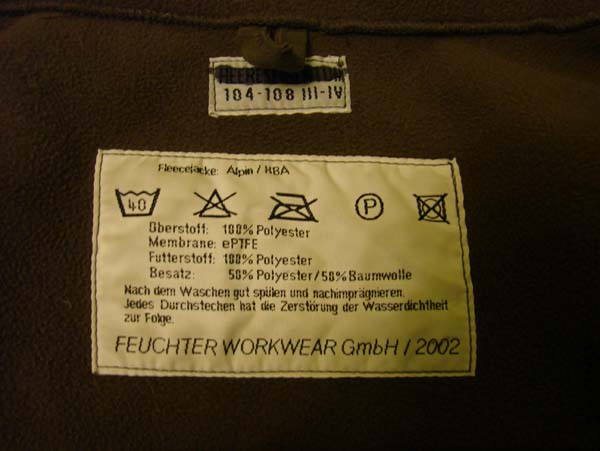 HEERESEIGENTUM
104-108 III-IV
Fleecejacke: Alpin / KBA
40
P
Oberstoff: 100% Polyester
Membrane: ePTFE
Futterstoff: 100% Polyester
Besatz: 50% Polyester/50% Baumwolle
Nach dem Waschen gut spülen und nachimprägnieren.
Jedes Durchstechen hat die Zerstörung der Wasserdichtheit
zur Folge.
FEUCHTER WORKWEAR GmbH / 2002